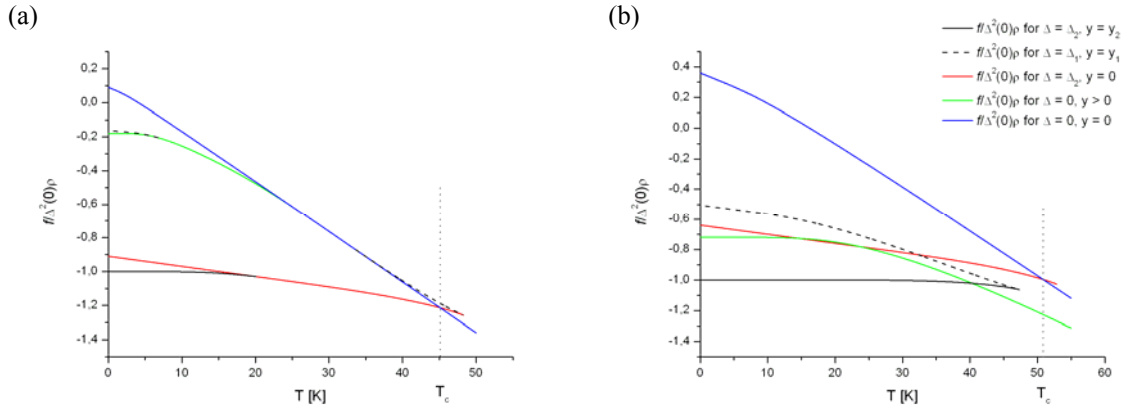 (a)
0,2
0,0
-0,2
-0,4
-0,6
-0,8
-1,0
-1,2
-1,4
f/Δ²(0)ρ
0
10
20
30
40
50
T [K]
T_c
(b)
f/Δ²(0)ρ for Δ = Δ₂, y = y₂
f/Δ²(0)ρ for Δ = Δ₁, y = y₁
f/Δ²(0)ρ for Δ = Δ₂, y = 0
f/Δ²(0)ρ for Δ = 0, y > 0
f/Δ²(0)ρ for Δ = 0, y = 0
0,4
0,2
0,0
-0,2
-0,4
-0,6
-0,8
-1,0
-1,2
-1,4
f/Δ²(0)ρ
0
10
20
30
40
50
60
T [K]
T_c